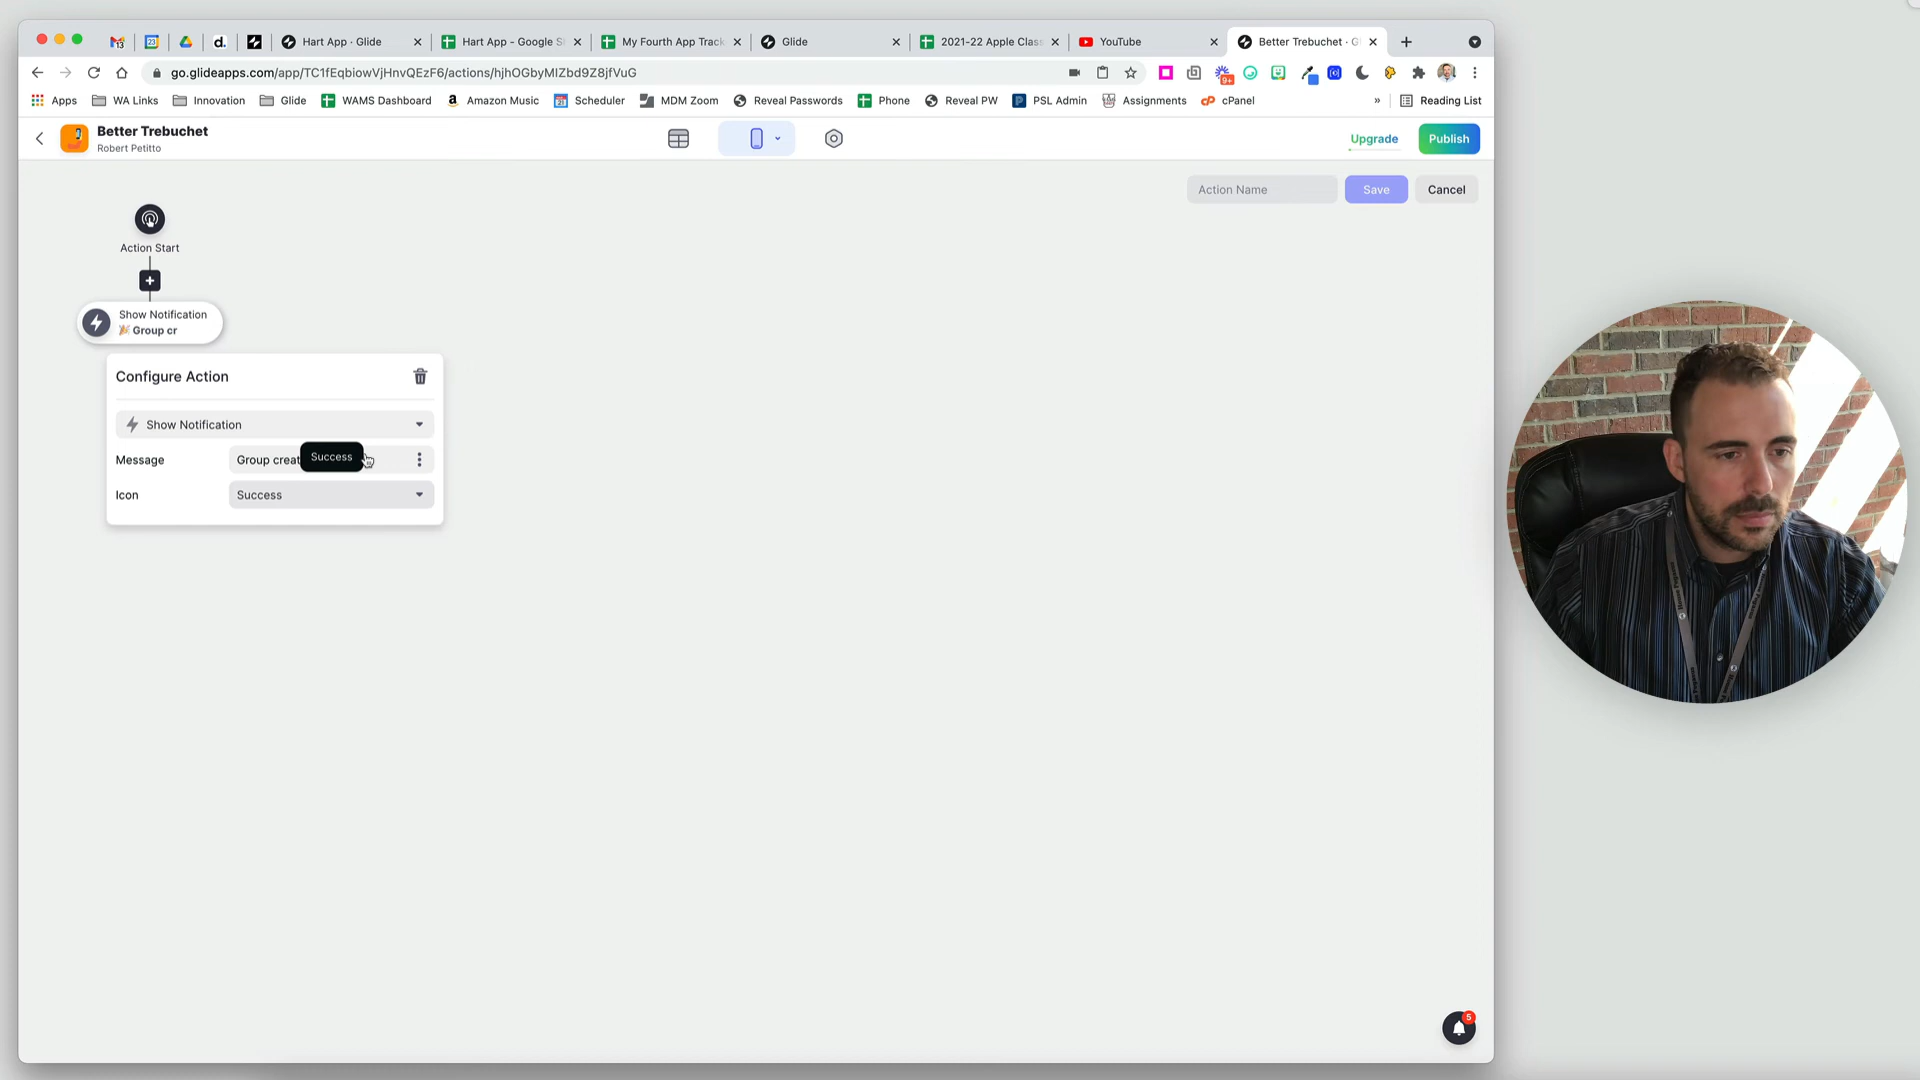 13 23 d. Hart App · Glide Hart App - Google S My Fourth App Track Glide 2021-22 Apple Clas YouTube Better Trebuchet · G
go.glideapps.com/app/TC1fEqbiowVjHnvQEzF6/actions/hjhOGbyMIZbd9Z8jfVuG 9+
Apps WA Links Innovation Glide WAMS Dashboard Amazon Music Scheduler MDM Zoom Reveal Passwords Phone Reveal PW PSL Admin Assignments cPanel » Reading List
Better Trebuchet
Robert Petitto
Upgrade Publish
Action Name Save Cancel
Action Start
Show Notification
Group cr
Configure Action
Show Notification
Message Group creat Success
Icon Success
5